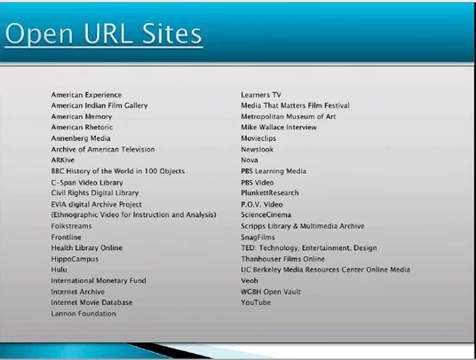 Open URL Sites
American Experience
American Indian Film Gallery
American Memory
American Rhetoric
Annenberg Media
Archive of American Television
ARKive
BBC History of the World in 100 Objects
C-Span Video Library
Civil Rights Digital Library
EVIA digital Archive Project
(Ethnographic Video for Instruction and Analysis)
Folkstreams
Frontline
Health Library Online
HippoCampus
Hulu
International Monetary Fund
Internet Archive
Internet Movie Database
Lannon Foundation
Learners TV
Media That Matters Film Festival
Metropolitan Museum of Art
Mike Wallace Interview
Movieclips
Newslook
Nova
PBS Learning Media
PBS Video
PlunkettResearch
P.O.V. Video
ScienceCinema
Scripps Library & Multimedia Archive
SnagFilms
TED: Technology, Entertainment, Design
Thanhouser Films Online
UC Berkeley Media Resources Center Online Media
Veoh
WGBH Open Vault
YouTube